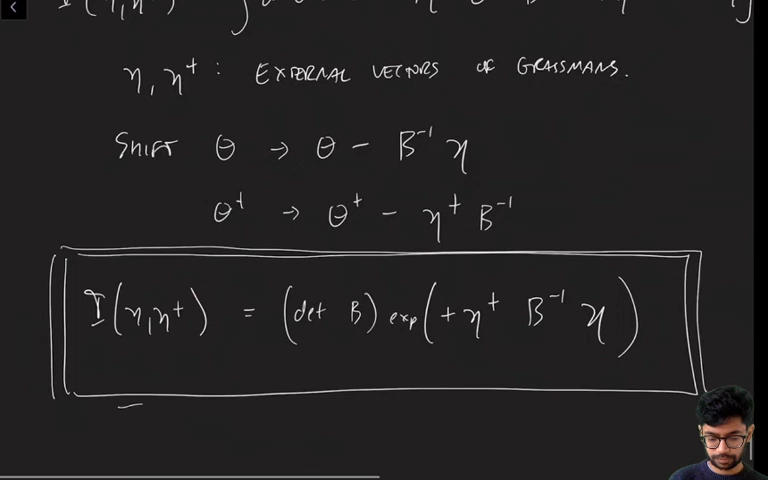 I(η,η†)
η, η† : EXTERNAL VECTORS OF GRASSMANS.
SHIFT θ → θ - B⁻¹ η
θ† → θ† - η† B⁻¹
I(η,η†) = (det B) exp(+η† B⁻¹ η)